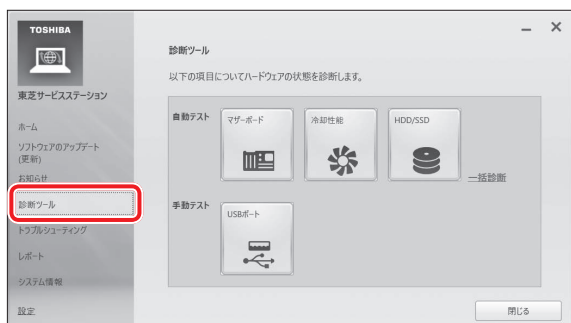 TOSHIBA
東芝サービスステーション
ホーム
ソフトウェアのアップデート
(更新)
お知らせ
診断ツール
トラブルシューティング
レポート
システム情報
設定
診断ツール
以下の項目についてハードウェアの状態を診断します。
自動テスト
マザーボード
冷却性能
HDD/SSD
一括診断
手動テスト
USBポート
閉じる